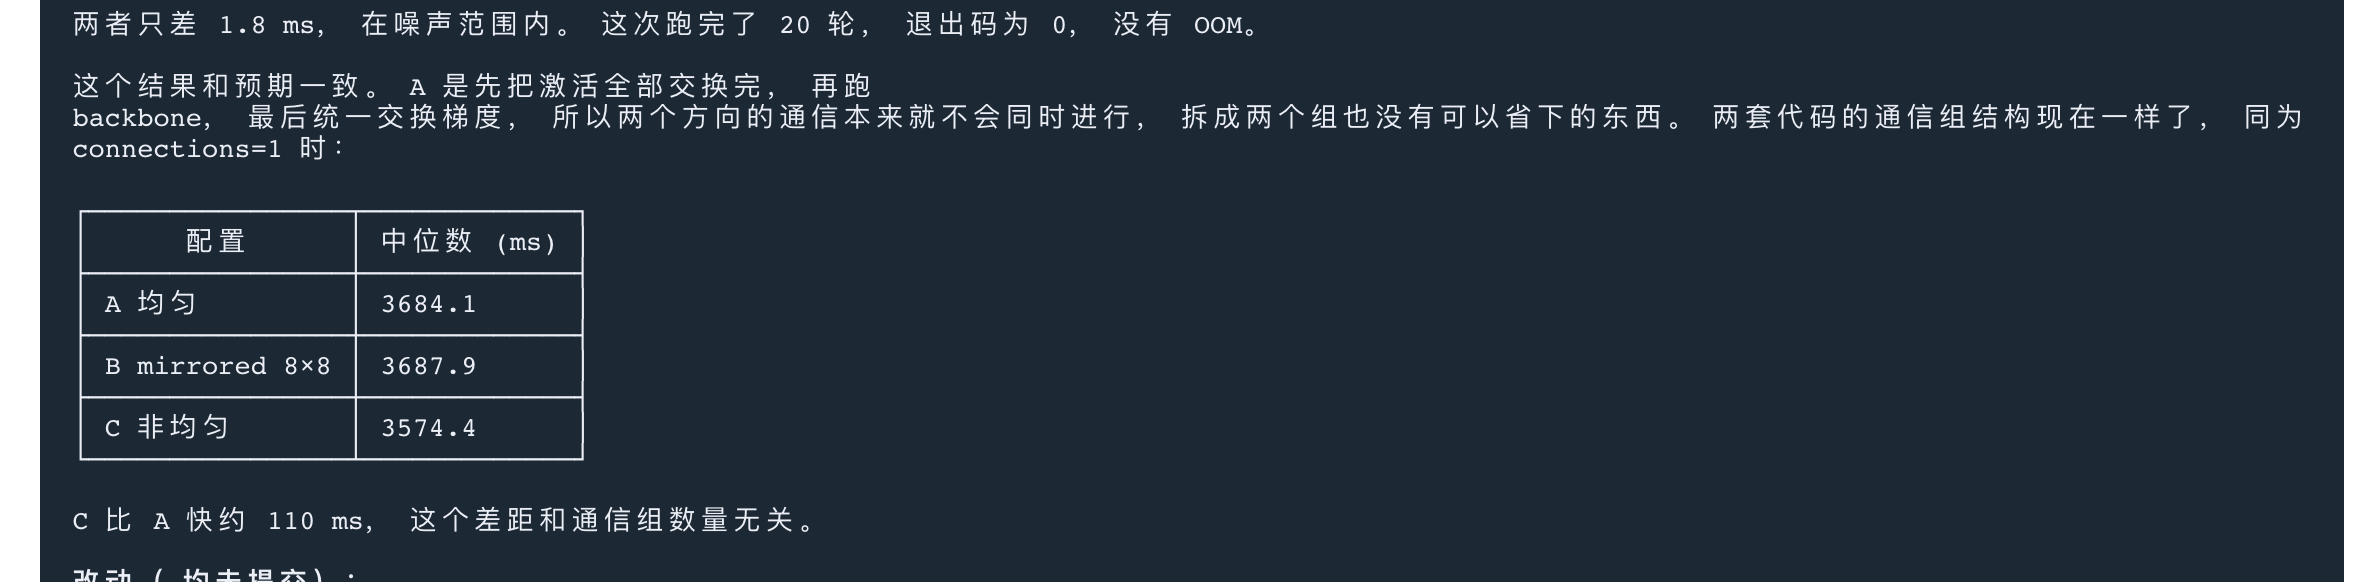 两者只差 1.8 ms, 在噪声范围内。 这次跑完了 20 轮, 退出码为 0, 没有 OOM。
这个结果和预期一致。 A 是先把激活全部交换完, 再跑
backbone, 最后统一交换梯度, 所以两个方向的通信本来就不会同时进行, 拆成两个组也没有可以省下的东西。 两套代码的通信组结构现在一样了, 同为
connections=1 时:
配置 中位数 (ms)
A 均匀 3684.1
B mirrored 8×8 3687.9
C 非均匀 3574.4
C 比 A 快约 110 ms, 这个差距和通信组数量无关。
改动 (均未提交):